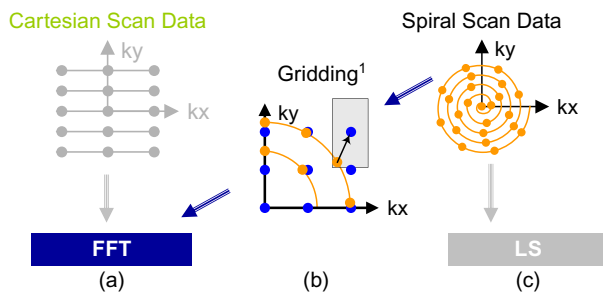 Cartesian Scan Data
ky
kx
FFT
(a)
Gridding¹
ky
kx
(b)
Spiral Scan Data
ky
kx
LS
(c)